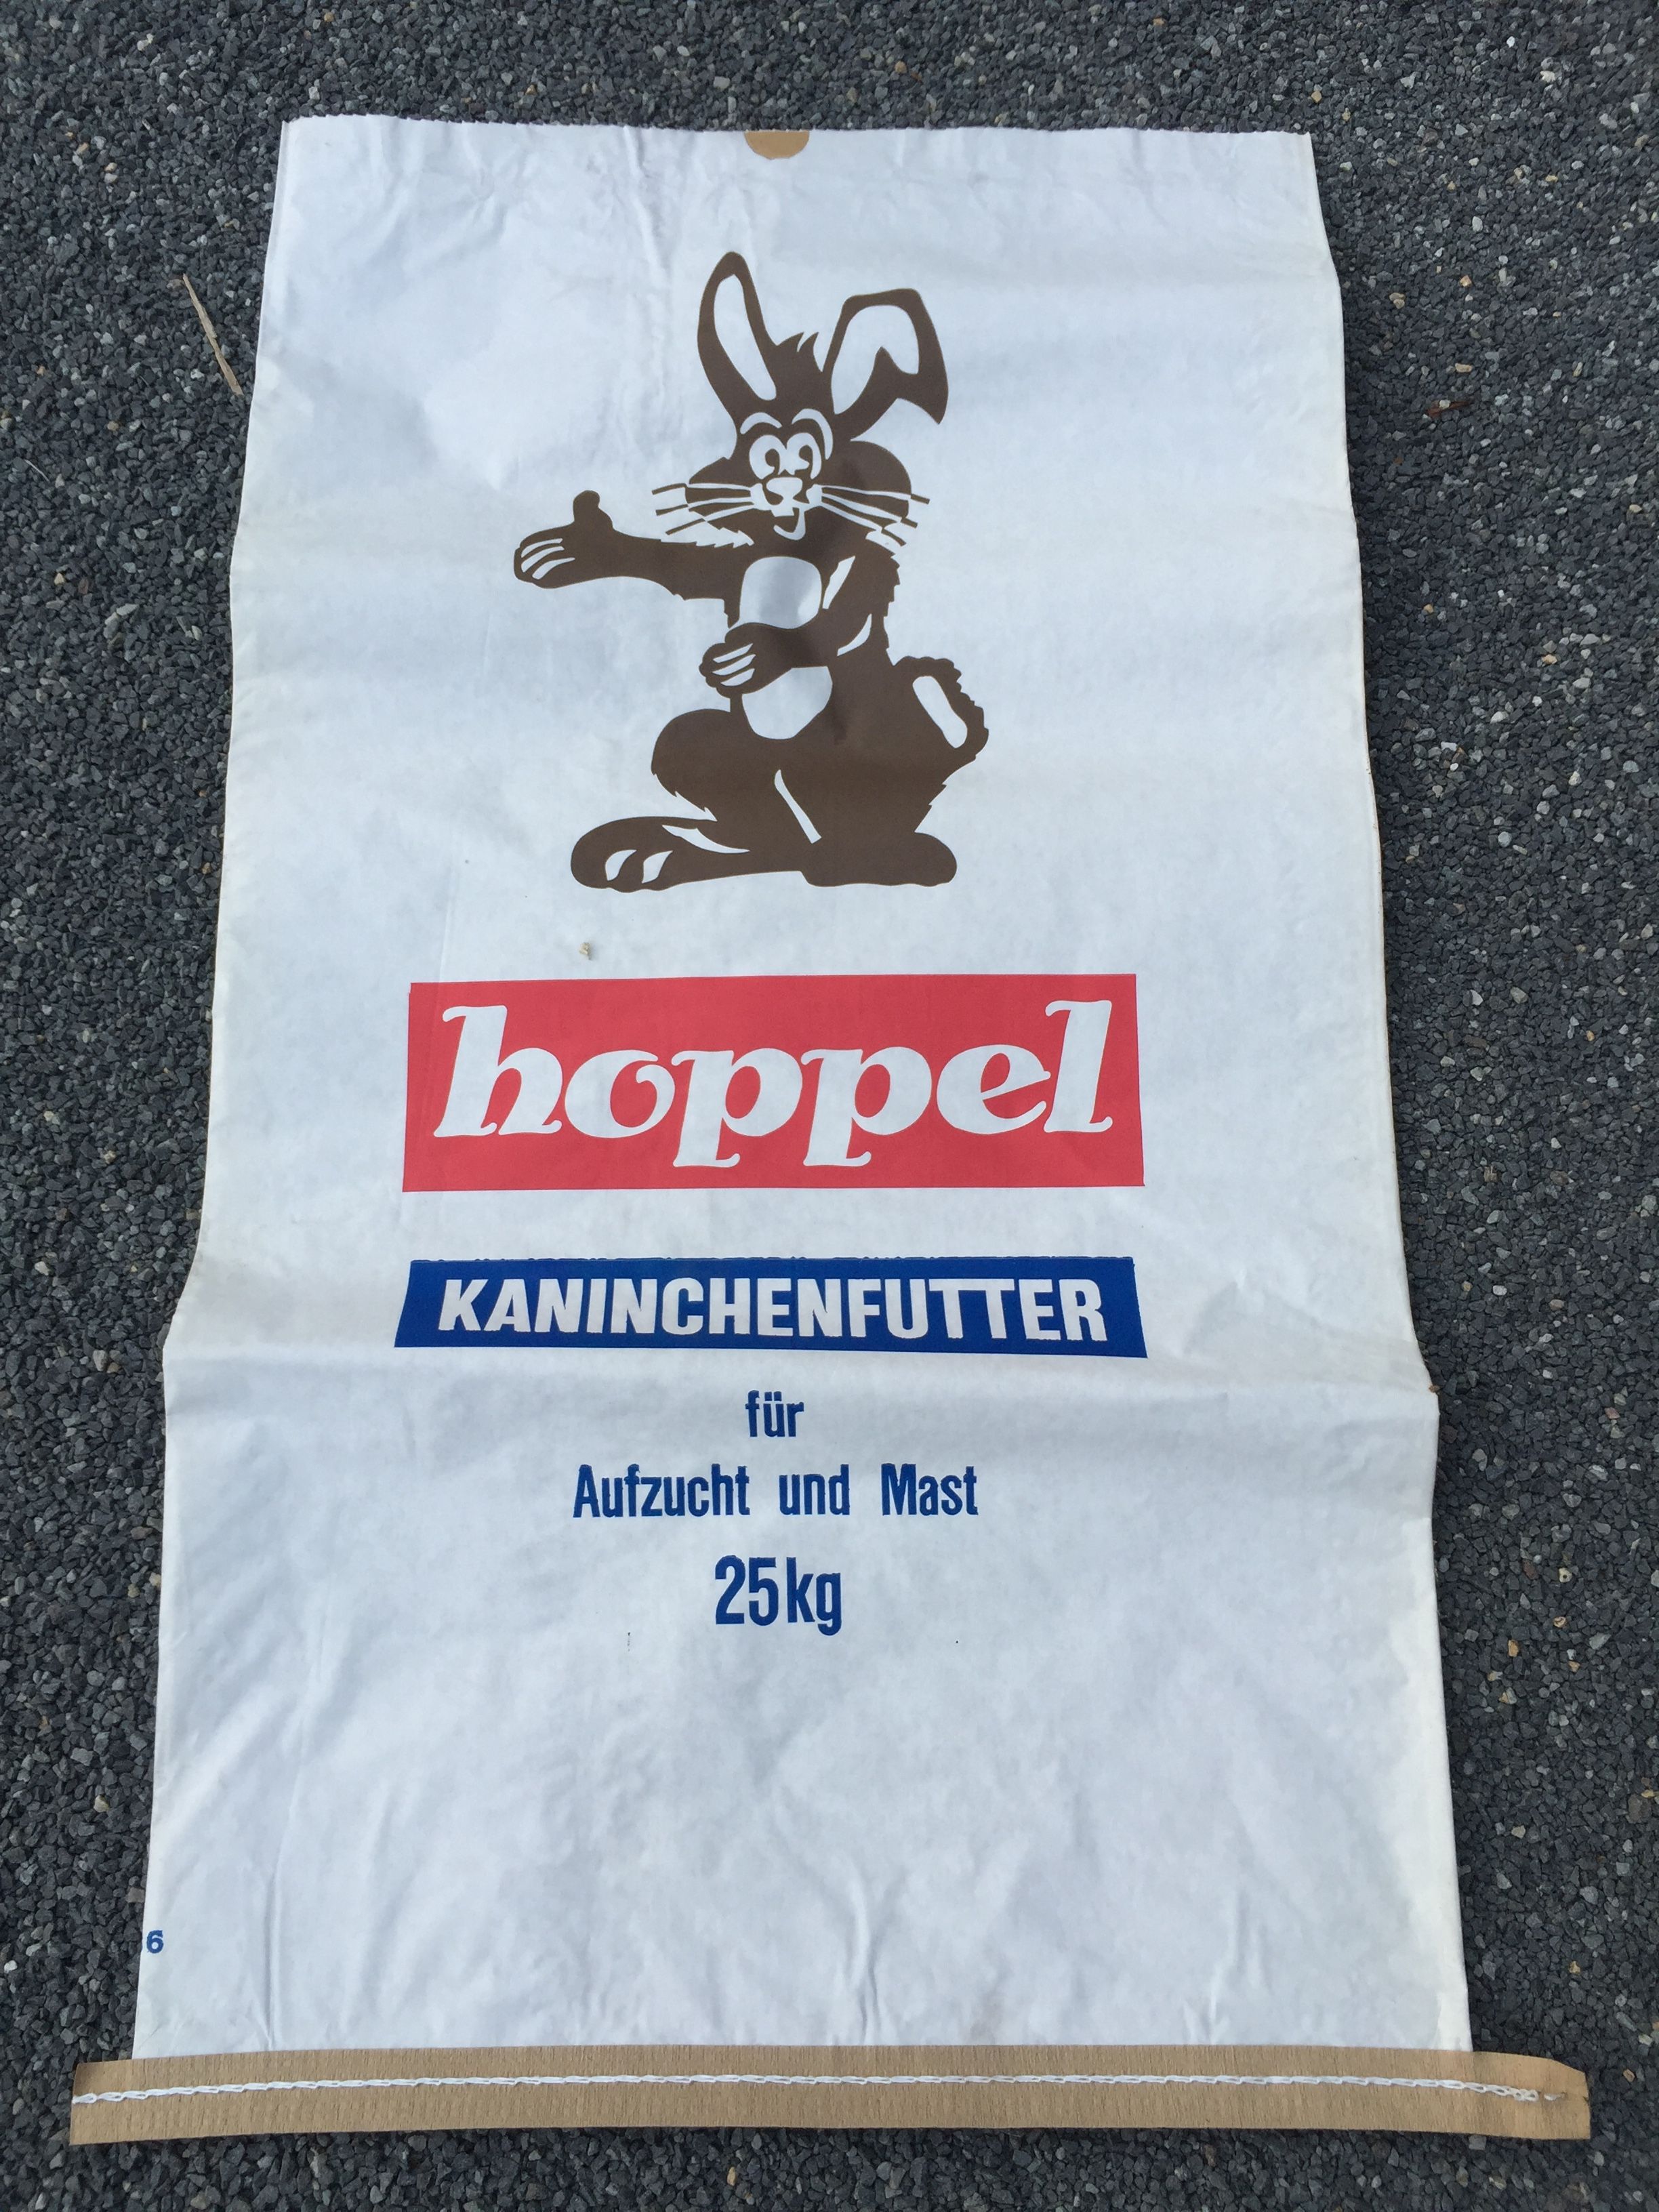 hoppel
KANINCHENFUTTER
für
Aufzucht und Mast
25kg
6